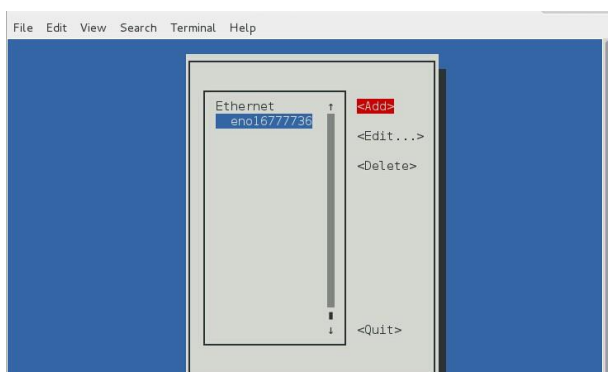 File Edit View Search Terminal Help
Ethernet ↑ <Add>
eno16777736
<Edit...>
<Delete>
↓ <Quit>